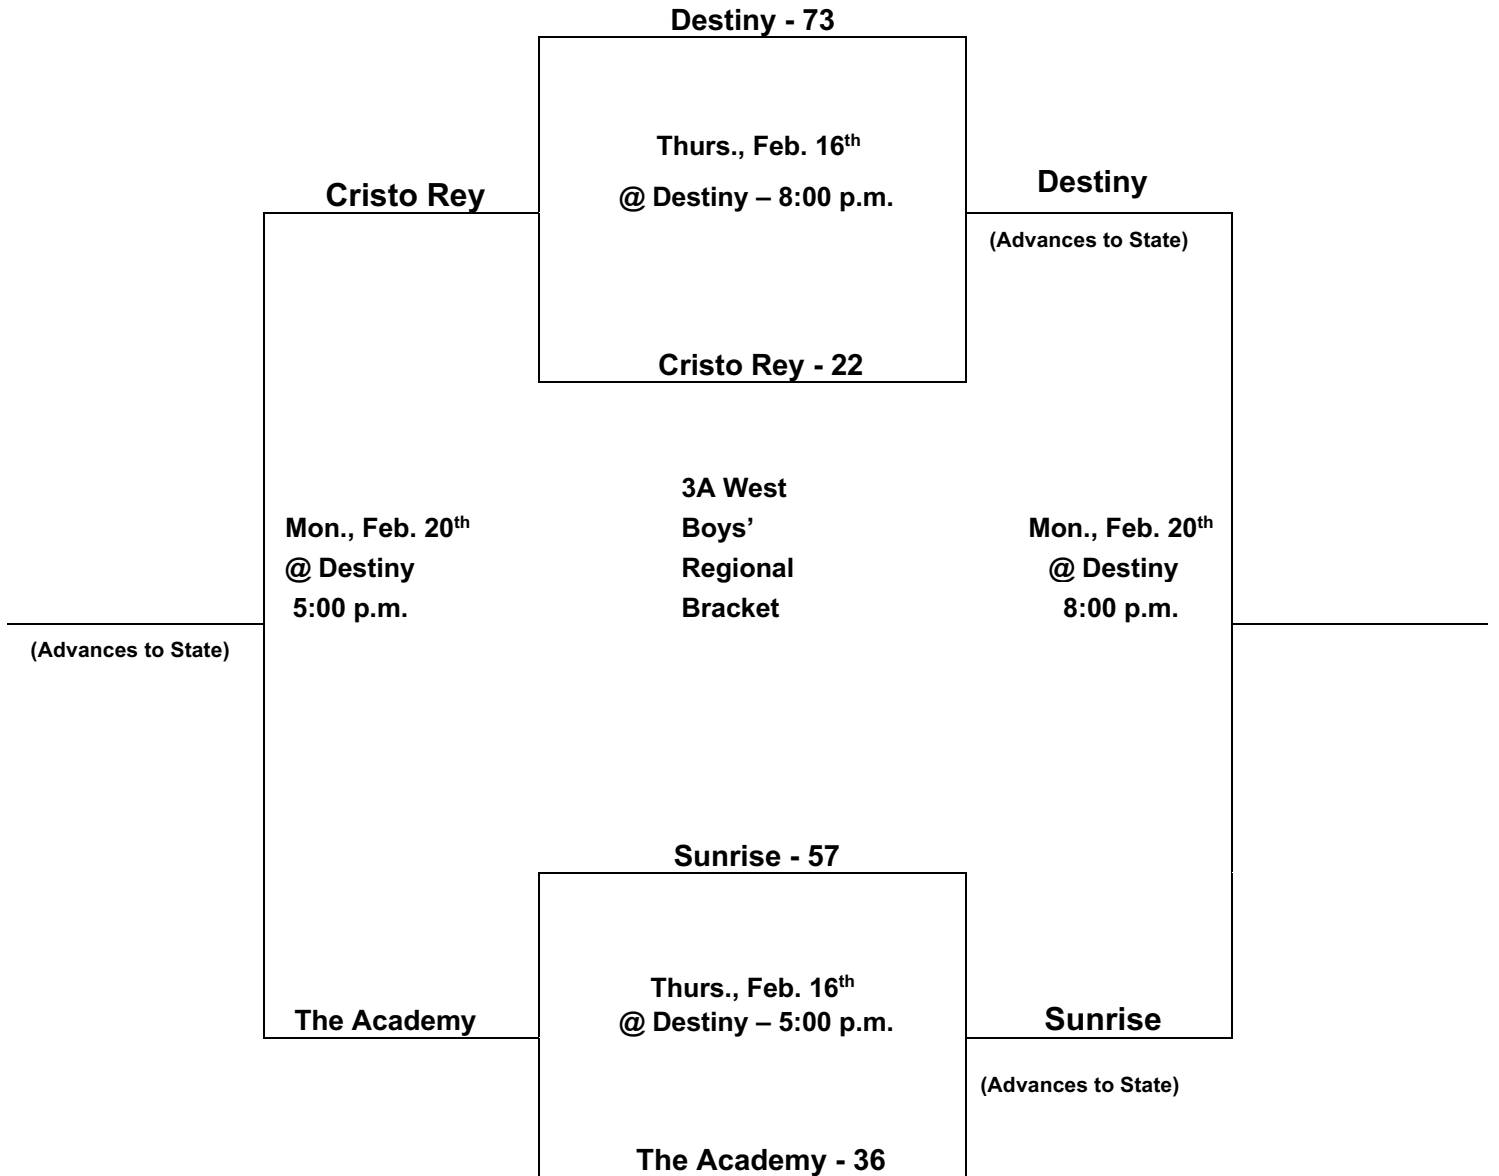 Destiny - 73
Thurs., Feb. 16th
@ Destiny – 8:00 p.m.
Cristo Rey
Destiny
(Advances to State)
Cristo Rey - 22
3A West
Boys’
Regional
Bracket
Mon., Feb. 20th
@ Destiny
5:00 p.m.
Mon., Feb. 20th
@ Destiny
8:00 p.m.
(Advances to State)
Sunrise - 57
Thurs., Feb. 16th
@ Destiny – 5:00 p.m.
The Academy
Sunrise
(Advances to State)
The Academy - 36